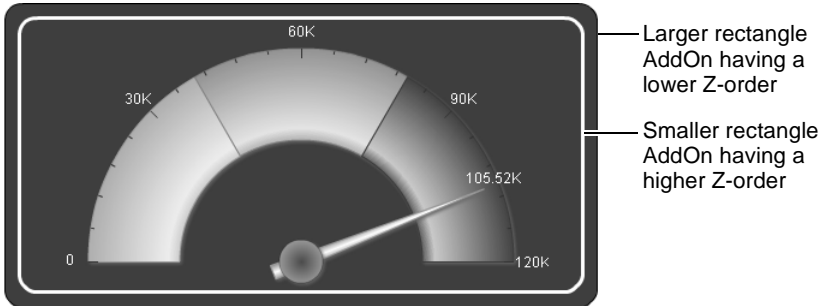 60K
30K
90K
105.52K
0
120K
Larger rectangle
AddOn having a
lower Z-order
Smaller rectangle
AddOn having a
higher Z-order